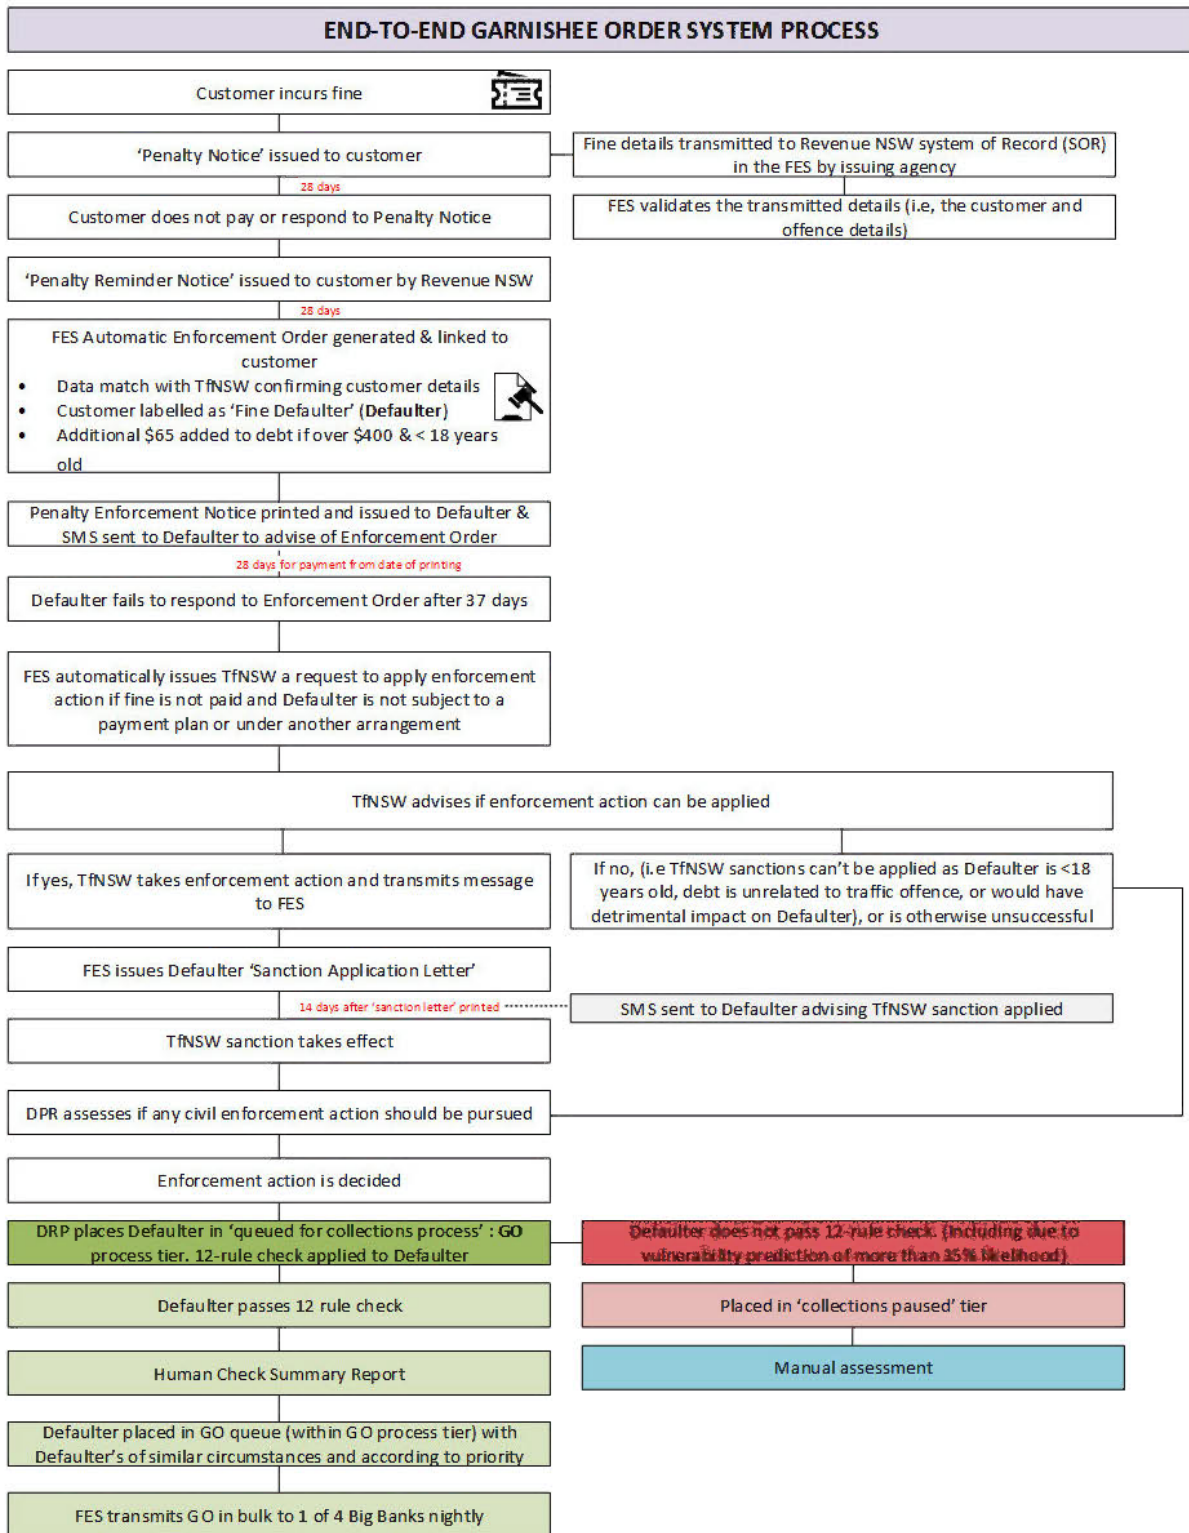 END-TO-END GARNISHEE ORDER SYSTEM PROCESS
Customer incurs fine
'Penalty Notice' issued to customer
Fine details transmitted to Revenue NSW system of Record (SOR)
in the FES by issuing agency
28 days
Customer does not pay or respond to Penalty Notice
FES validates the transmitted details (i.e, the customer and
offence details)
'Penalty Reminder Notice' issued to customer by Revenue NSW
28 days
FES Automatic Enforcement Order generated & linked to
customer
• Data match with TfNSW confirming customer details
• Customer labelled as 'Fine Defaulter' (Defaulter)
• Additional $65 added to debt if over $400 & < 18 years
old
Penalty Enforcement Notice printed and issued to Defaulter &
SMS sent to Defaulter to advise of Enforcement Order
28 days for payment from date of printing
Defaulter fails to respond to Enforcement Order after 37 days
FES automatically issues TfNSW a request to apply enforcement
action if fine is not paid and Defaulter is not subject to a
payment plan or under another arrangement
TfNSW advises if enforcement action can be applied
If yes, TfNSW takes enforcement action and transmits message
to FES
If no, (i.e TfNSW sanctions can't be applied as Defaulter is <18
years old, debt is unrelated to traffic offence, or would have
detrimental impact on Defaulter), or is otherwise unsuccessful
FES issues Defaulter 'Sanction Application Letter'
14 days after 'sanction letter' printed
SMS sent to Defaulter advising TfNSW sanction applied
TfNSW sanction takes effect
DPR assesses if any civil enforcement action should be pursued
Enforcement action is decided
DRP places Defaulter in 'queued for collections process' : GO
process tier. 12-rule check applied to Defaulter
Defaulter does not pass 12-rule check. (Including due to
vulnerability prediction of more than 35% likelihood)
Defaulter passes 12 rule check
Placed in 'collections paused' tier
Human Check Summary Report
Manual assessment
Defaulter placed in GO queue (within GO process tier) with
Defaulter's of similar circumstances and according to priority
FES transmits GO in bulk to 1 of 4 Big Banks nightly